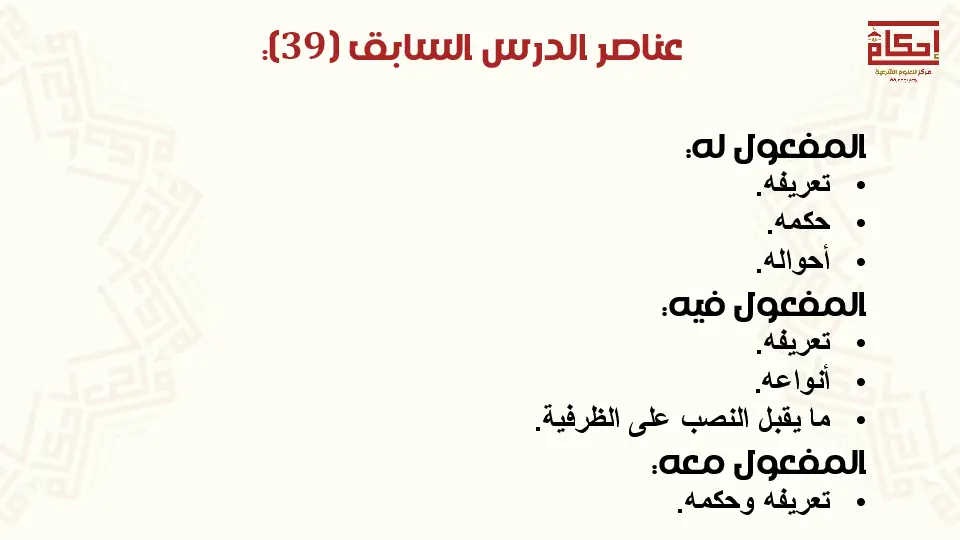 عناصر الدرس السابق (39):
إحكام
مركز للعلوم الشرعية
المفعول له:
• تعريفه.
• حكمه.
• أحواله.
المفعول فيه:
• تعريفه.
• أنواعه.
• ما يقبل النصب على الظرفية.
المفعول معه:
• تعريفه وحكمه.